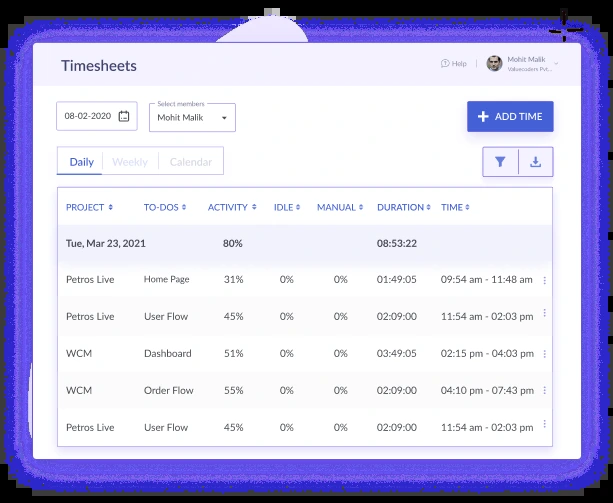 Timesheets
Help
Mohit Malik
Valuecoders Pvt...
08-02-2020
Select members
Mohit Malik
ADD TIME
Daily Weekly Calendar
PROJECT TO-DOS ACTIVITY IDLE MANUAL DURATION TIME
Tue, Mar 23, 2021 80% 08:53:22
Petros Live Home Page 31% 0% 0% 01:49:05 09:54 am - 11:48 am
Petros Live User Flow 45% 0% 0% 02:09:00 11:54 am - 02:03 pm
WCM Dashboard 51% 0% 0% 03:49:05 02:15 pm - 04:03 pm
WCM Order Flow 55% 0% 0% 02:09:00 04:10 pm - 07:43 pm
Petros Live User Flow 45% 0% 0% 02:09:00 11:54 am - 02:03 pm